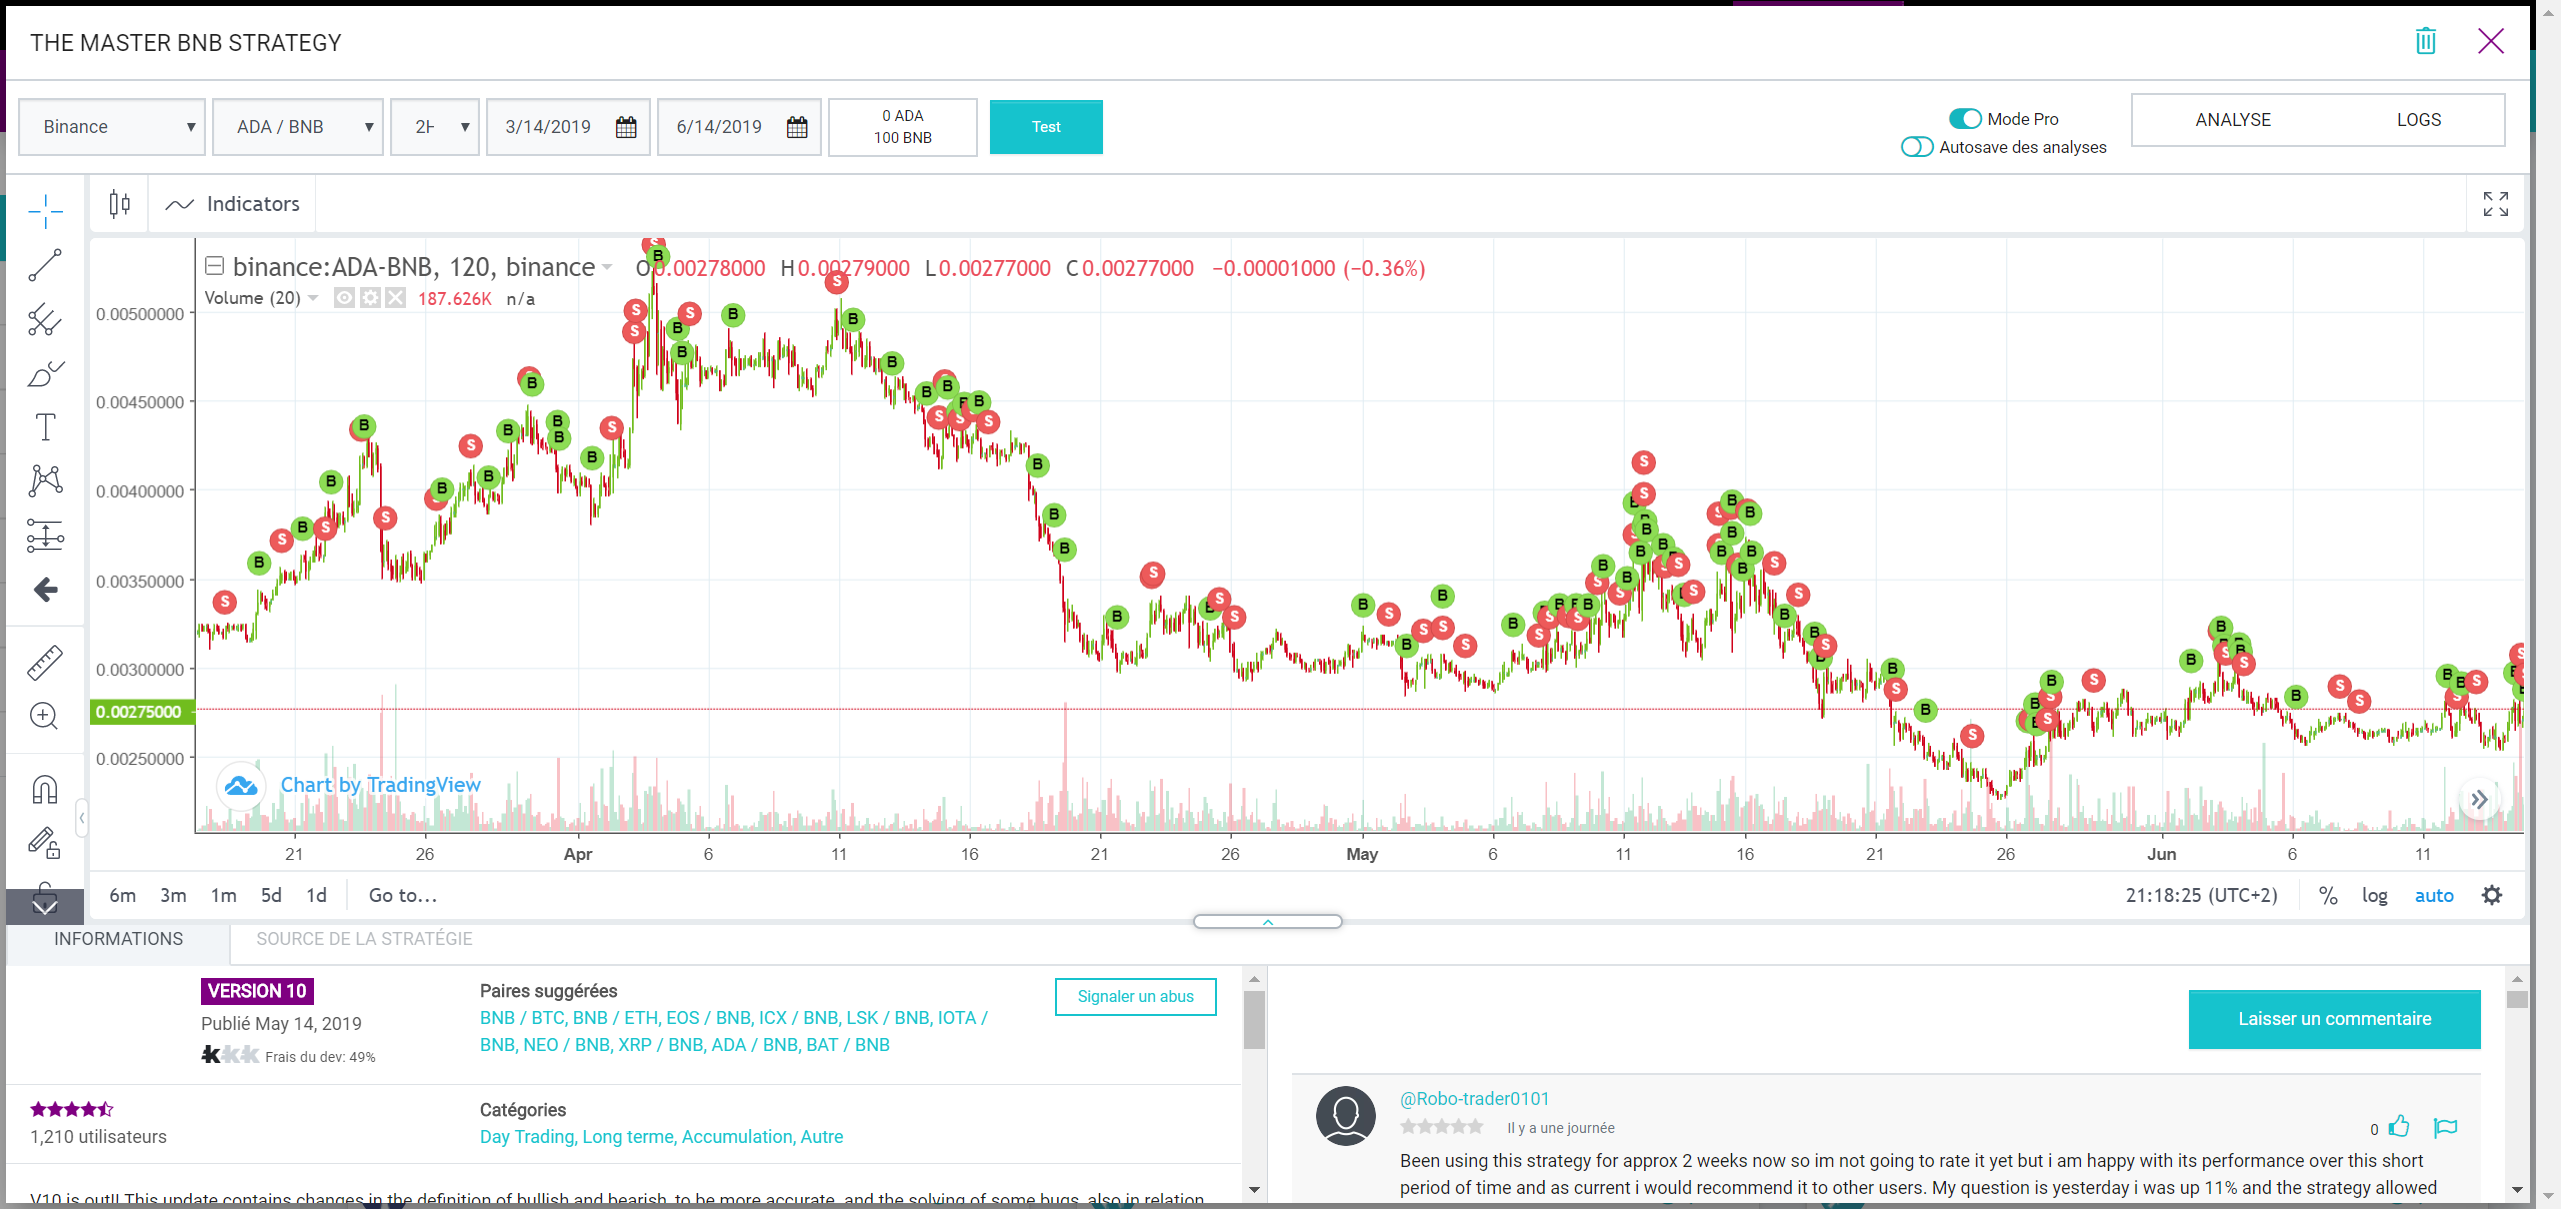 THE MASTER BNB STRATEGY
Binance ADA / BNB 3/14/2019 6/14/2019
0 ADA
100 BNB
Test
Mode Pro
Autosave des analyses
ANALYSE LOGS
Indicators
binance:ADA-BNB, 120, binance O0.00278000 H0.00279000 L0.00277000 C0.00277000 −0.00001000 (−0.36%)
Volume (20) 187.626K n/a
0.00500000
0.00450000
0.00400000
0.00350000
0.00300000
0.00275000
0.00250000
Chart by TradingView
21 26 Apr 6 11 16 21 26 May 6 11 16 21 26 Jun 6 11
6m 3m 1m 5d 1d Go to...
21:18:25 (UTC+2) % log auto
INFORMATIONS SOURCE DE LA STRATÉGIE
VERSION 10
Publié May 14, 2019
Frais du dev: 49%
Paires suggérées
BNB / BTC, BNB / ETH, EOS / BNB, ICX / BNB, LSK / BNB, IOTA /
BNB, NEO / BNB, XRP / BNB, ADA / BNB, BAT / BNB
Signaler un abus
1,210 utilisateurs
Catégories
Day Trading, Long terme, Accumulation, Autre
V10 is out!! This update contains changes in the definition of bullish and bearish, to be more accurate, and the solving of some bugs, also in relation
Laisser un commentaire
@Robo-trader0101
Il y a une journée
0
Been using this strategy for approx 2 weeks now so im not going to rate it yet but i am happy with its performance over this short
period of time and as current i would recommend it to other users. My question is yesterday i was up 11% and the strategy allowed